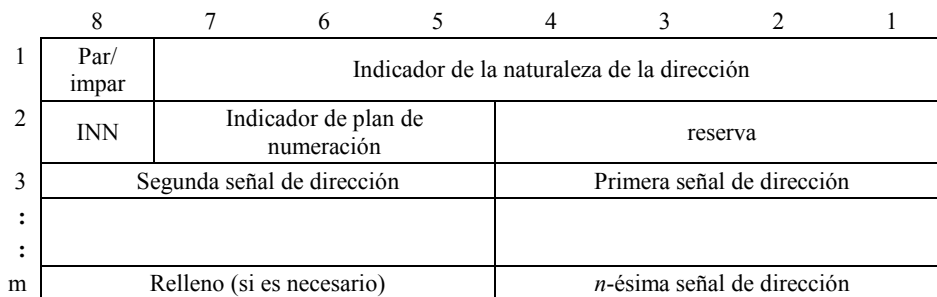 8 7 6 5 4 3 2 1
1 Par/
impar Indicador de la naturaleza de la dirección
2 INN Indicador de plan de
numeración reserva
3 Segunda señal de dirección Primera señal de dirección
:
:
m Relleno (si es necesario) n-ésima señal de dirección